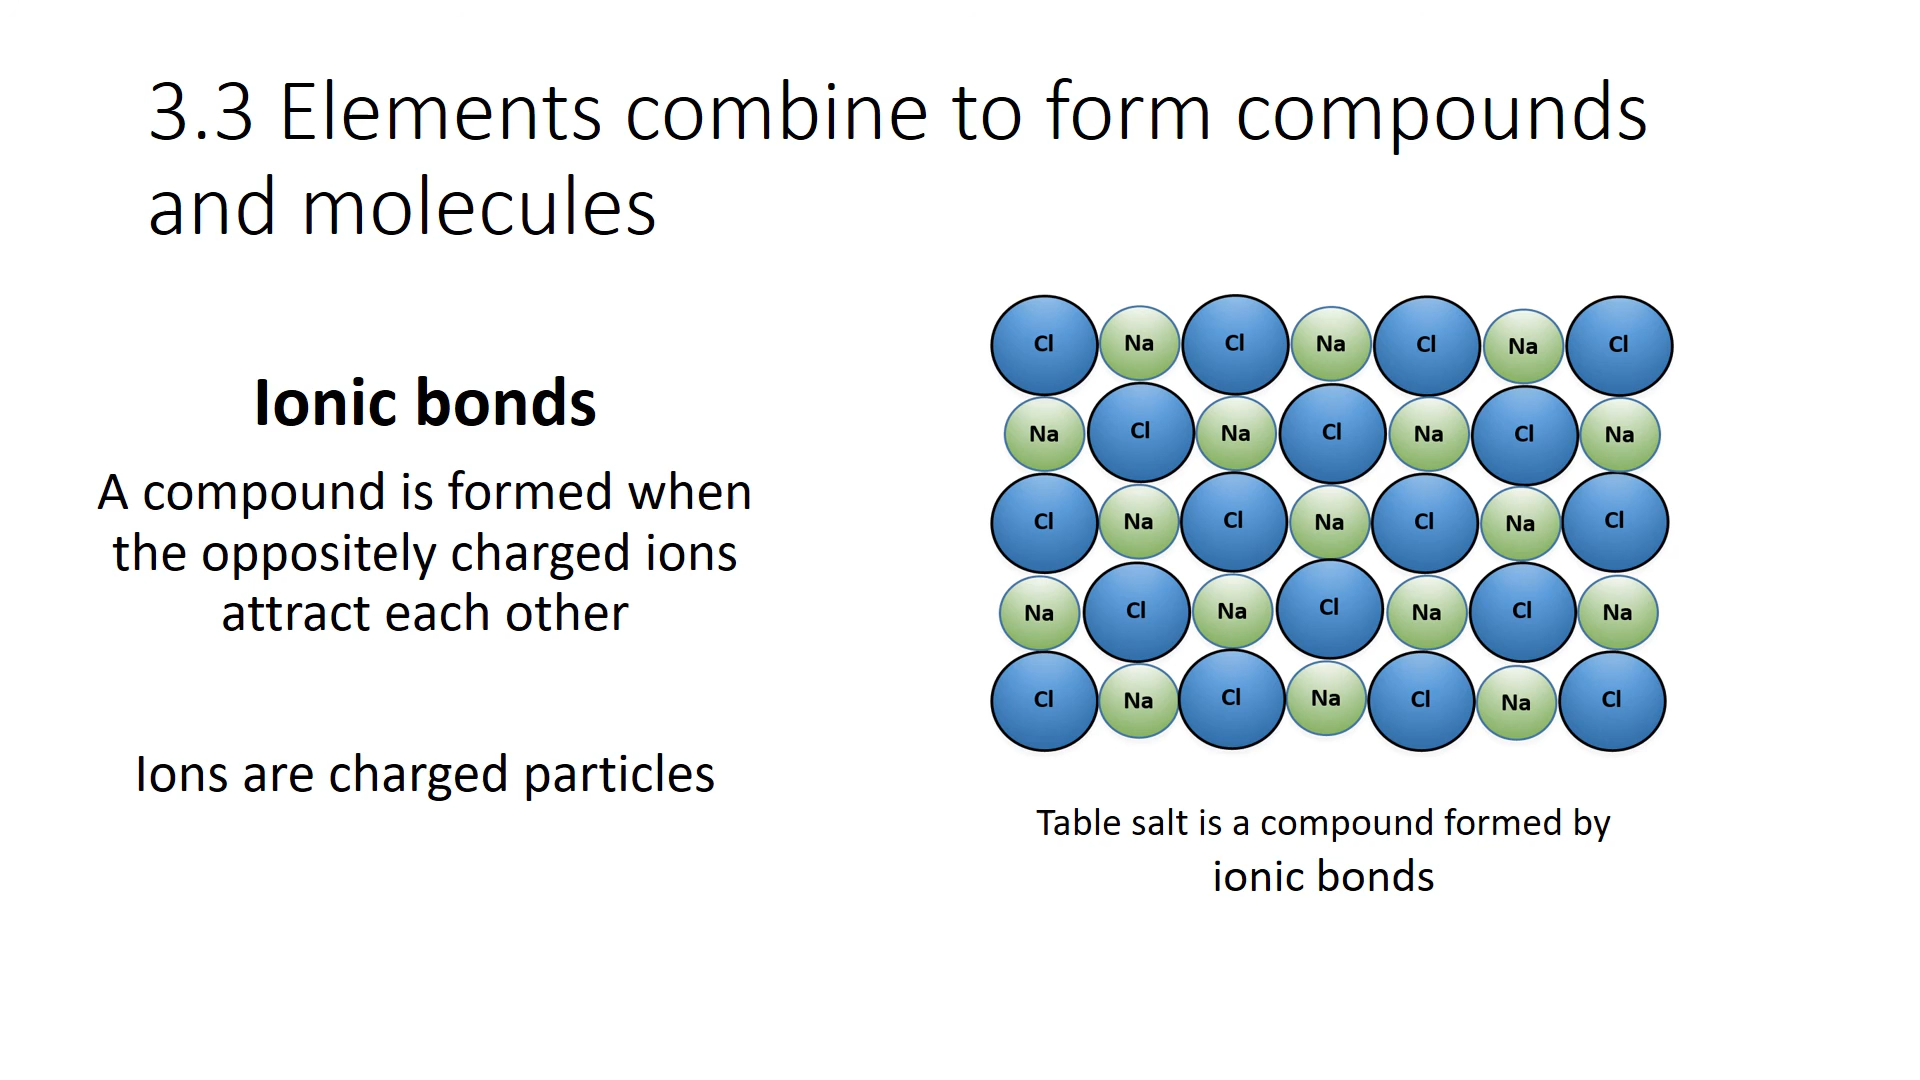 3.3 Elements combine to form compounds
and molecules
Ionic bonds
A compound is formed when
the oppositely charged ions
attract each other
Ions are charged particles
Cl Na Cl Na Cl Na Cl
Na Cl Na Cl Na Cl Na
Cl Na Cl Na Cl Na Cl
Na Cl Na Cl Na Cl Na
Cl Na Cl Na Cl Na Cl
Table salt is a compound formed by
ionic bonds